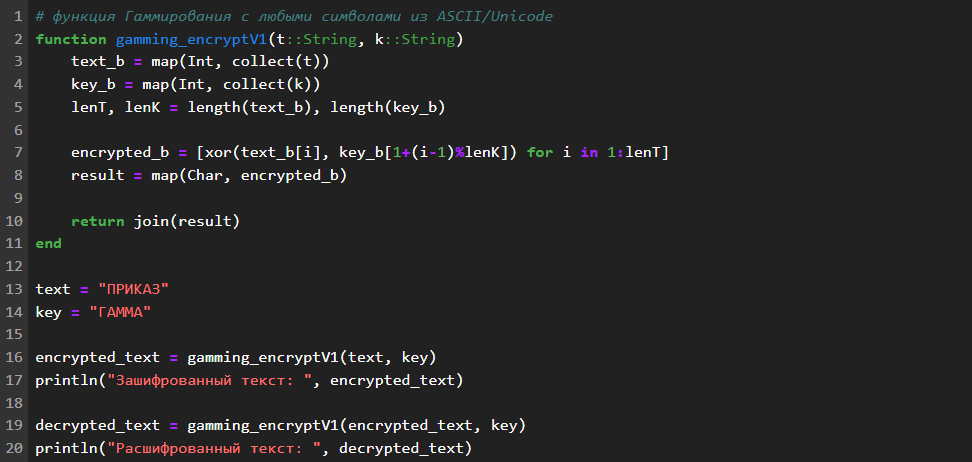 1 # функция Гаммирования с любыми символами из ASCII/Unicode
2 function gamming_encryptV1(t::String, k::String)
3     text_b = map(Int, collect(t))
4     key_b = map(Int, collect(k))
5     lenT, lenK = length(text_b), length(key_b)
6
7     encrypted_b = [xor(text_b[i], key_b[1+(i-1)%lenK]) for i in 1:lenT]
8     result = map(Char, encrypted_b)
9
10     return join(result)
11 end
12
13 text = "ПРИКАЗ"
14 key = "ГАММА"
15
16 encrypted_text = gamming_encryptV1(text, key)
17 println("Зашифрованный текст: ", encrypted_text)
18
19 decrypted_text = gamming_encryptV1(encrypted_text, key)
20 println("Расшифрованный текст: ", decrypted_text)